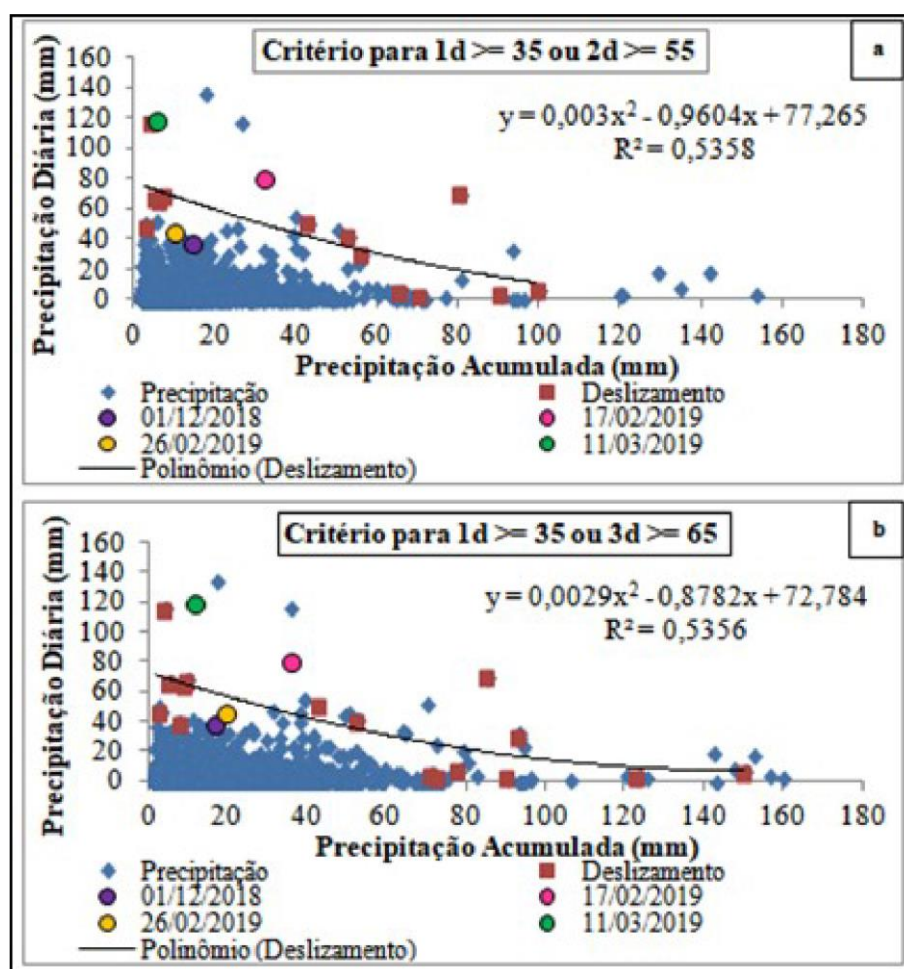 Critério para 1d >= 35 ou 2d >= 55
a
Precipitação Diária (mm)
160
140
120
100
80
60
40
20
0
y = 0,003x² - 0,9604x + 77,265
R² = 0,5358
0 20 40 60 80 100 120 140 160 180
Precipitação Acumulada (mm)
Precipitação Deslizamento
01/12/2018 17/02/2019
26/02/2019 11/03/2019
Polinômio (Deslizamento)
Critério para 1d >= 35 ou 3d >= 65
b
Precipitação Diária (mm)
160
140
120
100
80
60
40
20
0
y = 0,0029x² - 0,8782x + 72,784
R² = 0,5356
0 20 40 60 80 100 120 140 160 180
Precipitação Acumulada (mm)
Precipitação Deslizamento
01/12/2018 17/02/2019
26/02/2019 11/03/2019
Polinômio (Deslizamento)